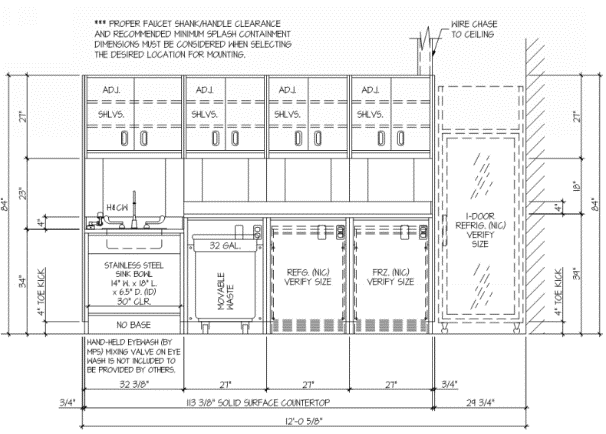 *** PROPER FAUCET SHANK/HANDLE CLEARANCE
AND RECOMMENDED MINIMUM SPLASH CONTAINMENT
DIMENSIONS MUST BE CONSIDERED WHEN SELECTING
THE DESIRED LOCATION FOR MOUNTING.
WIRE CHASE
TO CEILING
ADJ.
SHLVS.
ADJ.
SHLVS.
ADJ.
SHLVS.
ADJ.
SHLVS.
84"
27"
23"
4"
34"
4" TOE KICK
H&CW
STAINLESS STEEL
SINK BOWL
14" W. x 18" L.
x 6.5" D. (ID)
30" CLR.
NO BASE
32 GAL.
MOVABLE
WASTE
REFG. (NIC)
VERIFY SIZE
FRZ. (NIC)
VERIFY SIZE
1-DOOR
REFRIG. (NIC)
VERIFY
SIZE
27"
18"
4"
34"
4" TOE KICK
84"
HAND-HELD EYEWASH (BY
MPS) MIXING VALVE ON EYE
WASH IS NOT INCLUDED TO
BE PROVIDED BY OTHERS.
32 3/8"
27"
27"
27"
3/4"
3/4"
113 3/8" SOLID SURFACE COUNTERTOP
29 3/4"
12'-0 5/8"